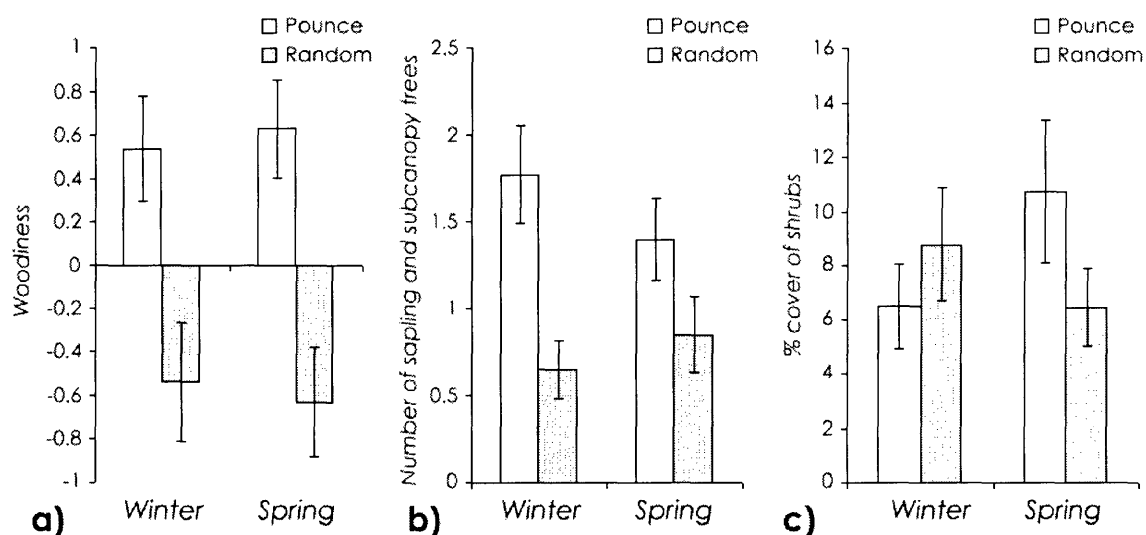 Pounce
Random
1
0.8
0.6
0.4
0.2
0
-0.2
-0.4
-0.6
-0.8
-1
Woodiness
Winter Spring
a)
Pounce
Random
2.5
2
1.5
1
0.5
0
Number of sapling and subcanopy trees
Winter Spring
b)
Pounce
Random
16
14
12
10
8
6
4
2
0
% cover of shrubs
Winter Spring
c)